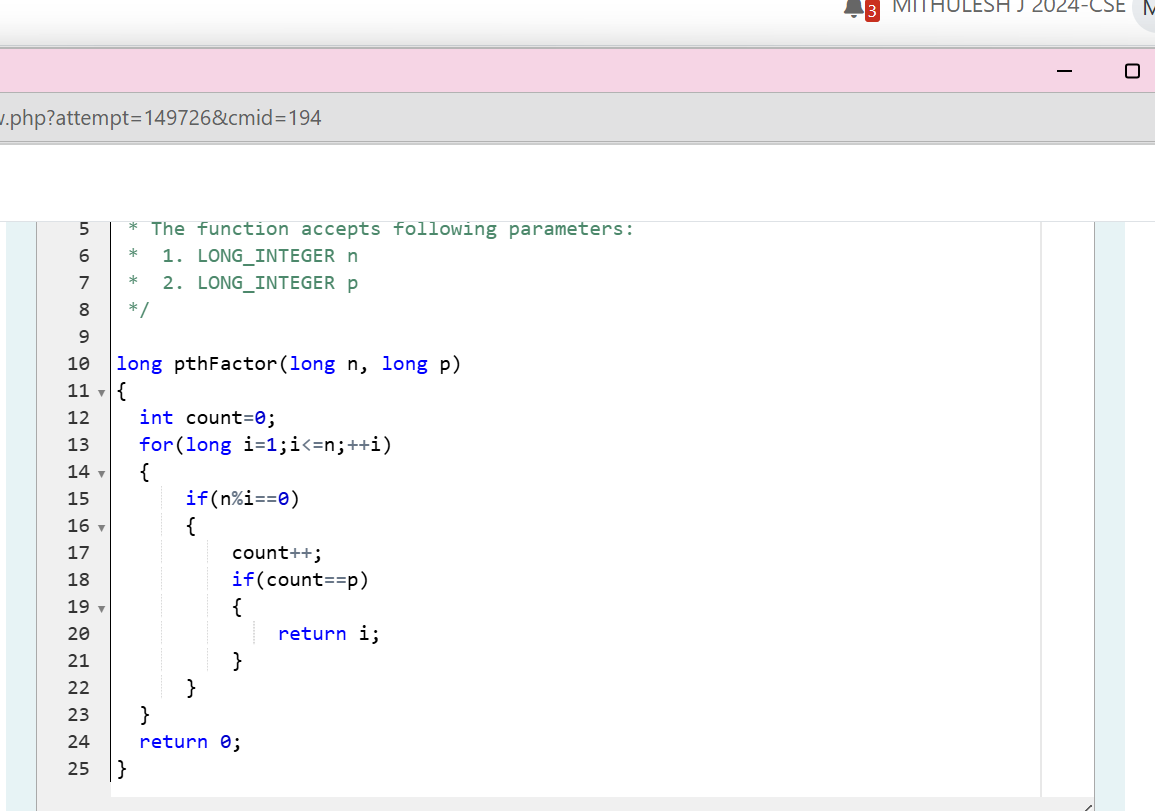 3 MITHULESH J 2024-CSE M
w.php?attempt=149726&cmid=194
5 * The function accepts following parameters:
6 *  1. LONG_INTEGER n
7 *  2. LONG_INTEGER p
8 */
9
10 long pthFactor(long n, long p)
11 {
12   int count=0;
13   for(long i=1;i<=n;++i)
14   {
15       if(n%i==0)
16       {
17           count++;
18           if(count==p)
19           {
20               return i;
21           }
22       }
23   }
24   return 0;
25 }